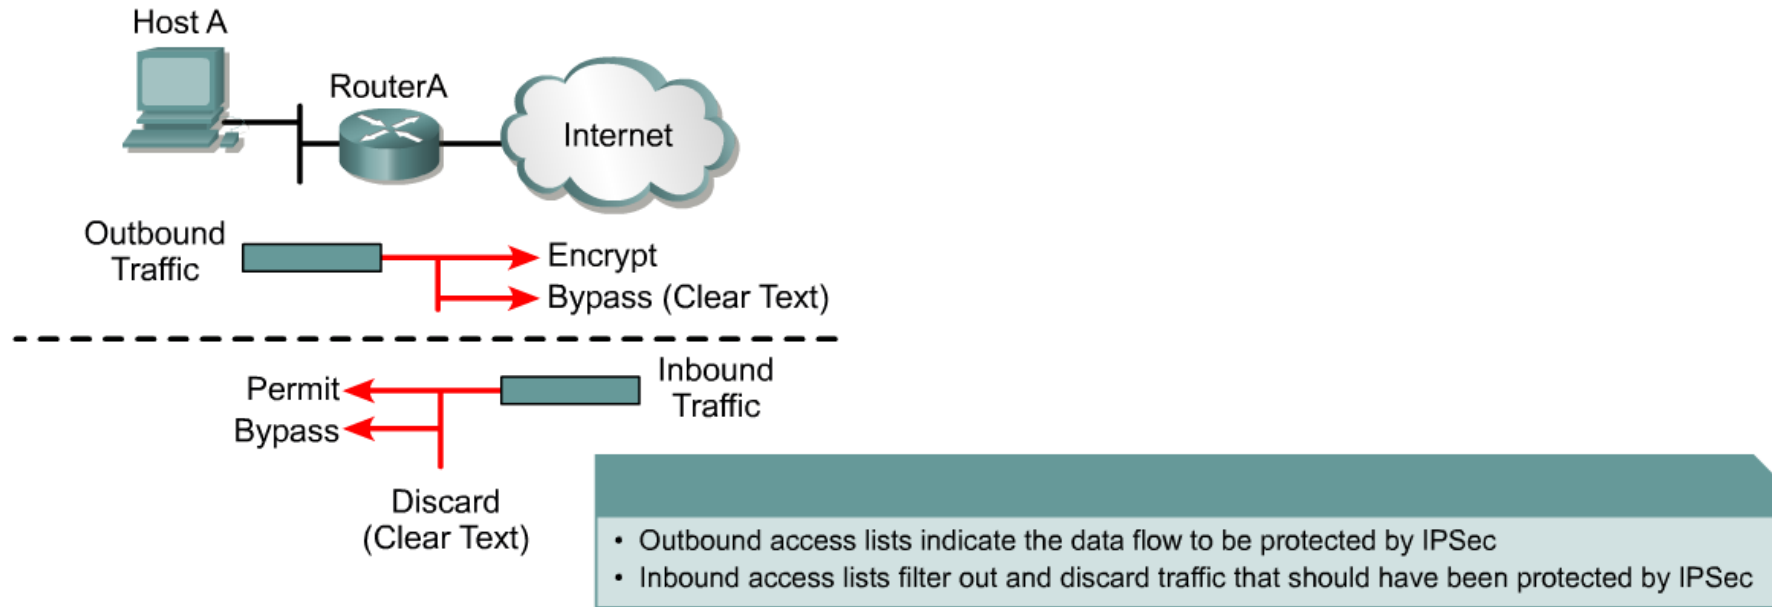 Host A
RouterA
Internet
Outbound
Traffic
Encrypt
Bypass (Clear Text)
Inbound
Traffic
Permit
Bypass
Discard
(Clear Text)
• Outbound access lists indicate the data flow to be protected by IPSec
• Inbound access lists filter out and discard traffic that should have been protected by IPSec